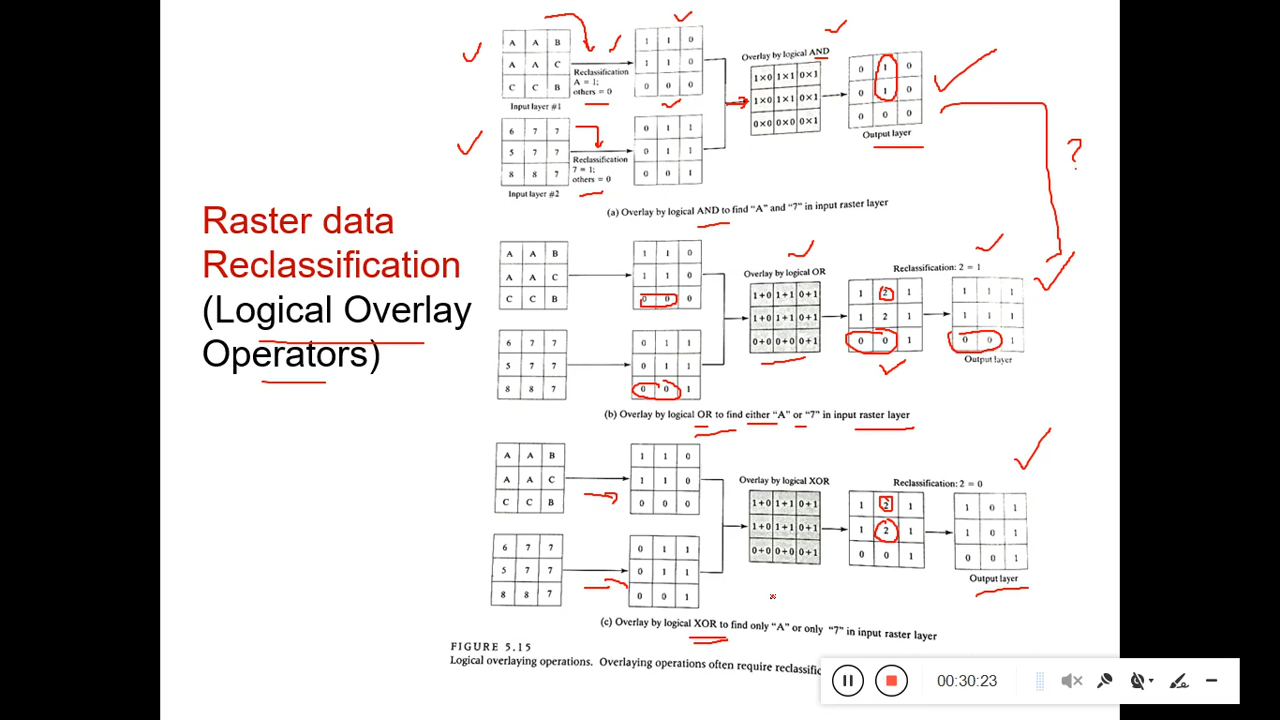 Raster data
Reclassification
(Logical Overlay
Operators)
A A B
A A C
C C B
Input layer #1
Reclassification
A = 1;
others = 0
1 1 0
1 1 0
0 0 0
6 7 7
5 7 7
8 8 7
Input layer #2
Reclassification
7 = 1;
others = 0
0 1 1
0 1 1
0 0 1
Overlay by logical AND
1×0 1×1 0×1
1×0 1×1 0×1
0×0 0×0 0×1
0 1 0
0 1 0
0 0 0
Output layer
?
(a) Overlay by logical AND to find “A” and “7” in input raster layer
A A B
A A C
C C B
1 1 0
1 1 0
0 0 0
6 7 7
5 7 7
8 8 7
0 1 1
0 1 1
0 0 1
Overlay by logical OR
1+0 1+1 0+1
1+0 1+1 0+1
0+0 0+0 0+1
1 2 1
1 2 1
0 0 1
Reclassification: 2 = 1
1 1 1
1 1 1
0 0 1
Output layer
(b) Overlay by logical OR to find either “A” or “7” in input raster layer
A A B
A A C
C C B
1 1 0
1 1 0
0 0 0
6 7 7
5 7 7
8 8 7
0 1 1
0 1 1
0 0 1
Overlay by logical XOR
1+0 1+1 0+1
1+0 1+1 0+1
0+0 0+0 0+1
1 2 1
1 2 1
0 0 1
Reclassification: 2 = 0
1 0 1
1 0 1
0 0 1
Output layer
(c) Overlay by logical XOR to find only “A” or only “7” in input raster layer
FIGURE 5.15
Logical overlaying operations. Overlaying operations often require reclassific
00:30:23